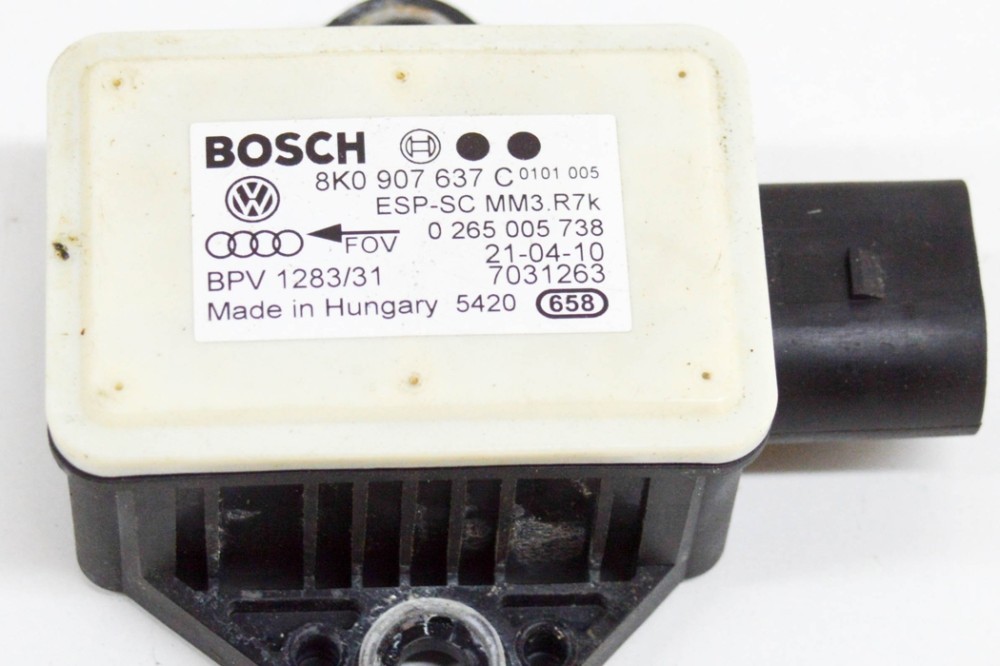 BOSCH
8K0 907 637 C 0101 005
ESP-SC MM3.R7k
FOV 0 265 005 738
21-04-10
BPV 1283/31 7031263
Made in Hungary 5420 658